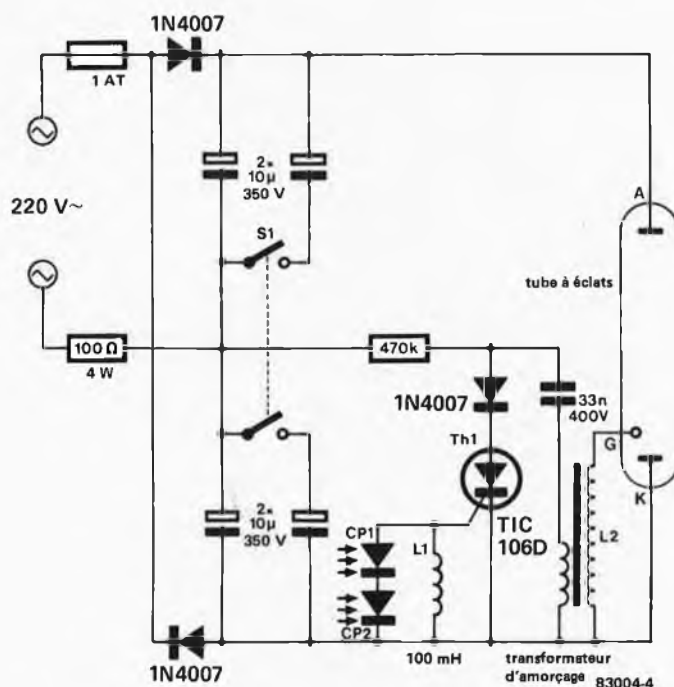 1N4007
1 AT
2×
10µ
350 V
A
220 V~
S1
tube à éclats
100Ω
4 W
470k
1N4007
33n
400V
Th1
G
K
2×
10µ
350 V
CP1
L1
TIC
106D
L2
CP2
1N4007
100 mH
transformateur
d'amorçage
83004-4